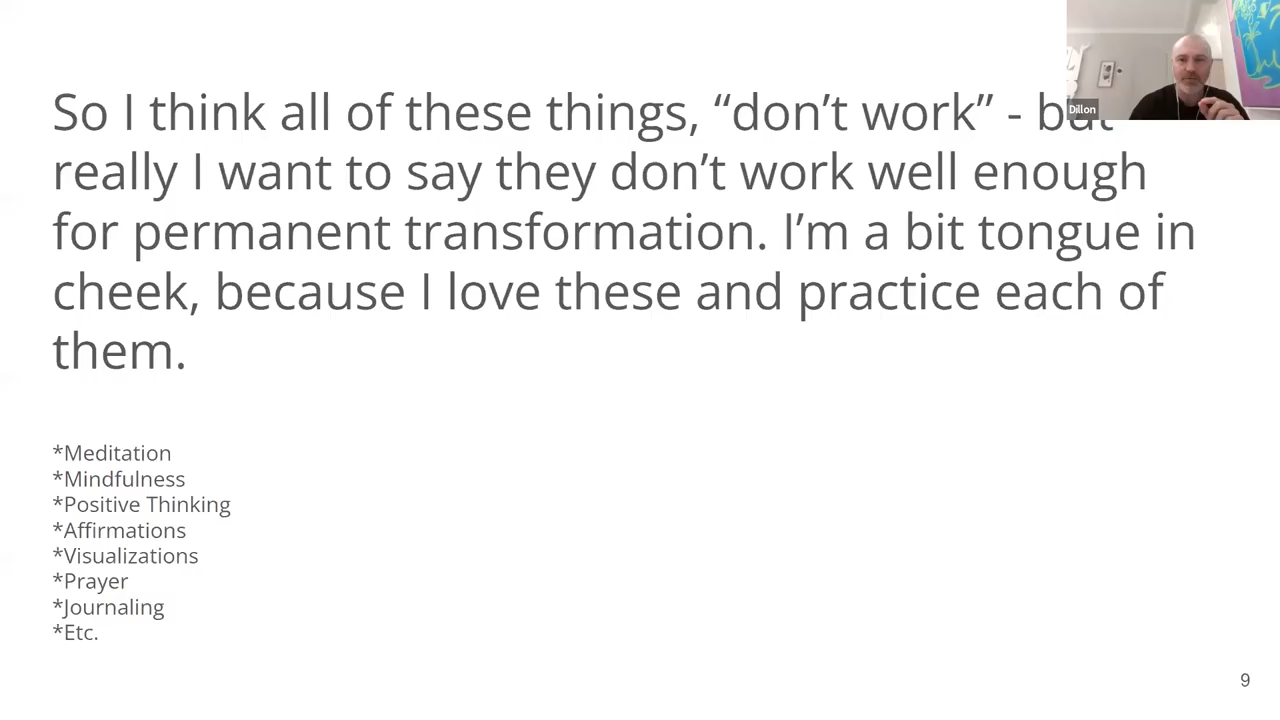 So I think all of these things, “don’t work” - but
really I want to say they don’t work well enough
for permanent transformation. I’m a bit tongue in
cheek, because I love these and practice each of
them.
*Meditation
*Mindfulness
*Positive Thinking
*Affirmations
*Visualizations
*Prayer
*Journaling
*Etc.
Dillon
9